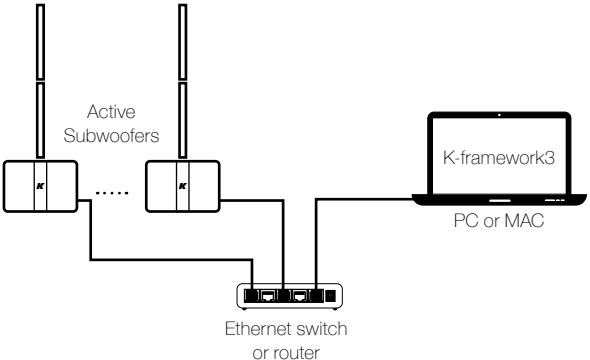 Active
Subwoofers
K
K
K-framework3
PC or MAC
Ethernet switch
or router